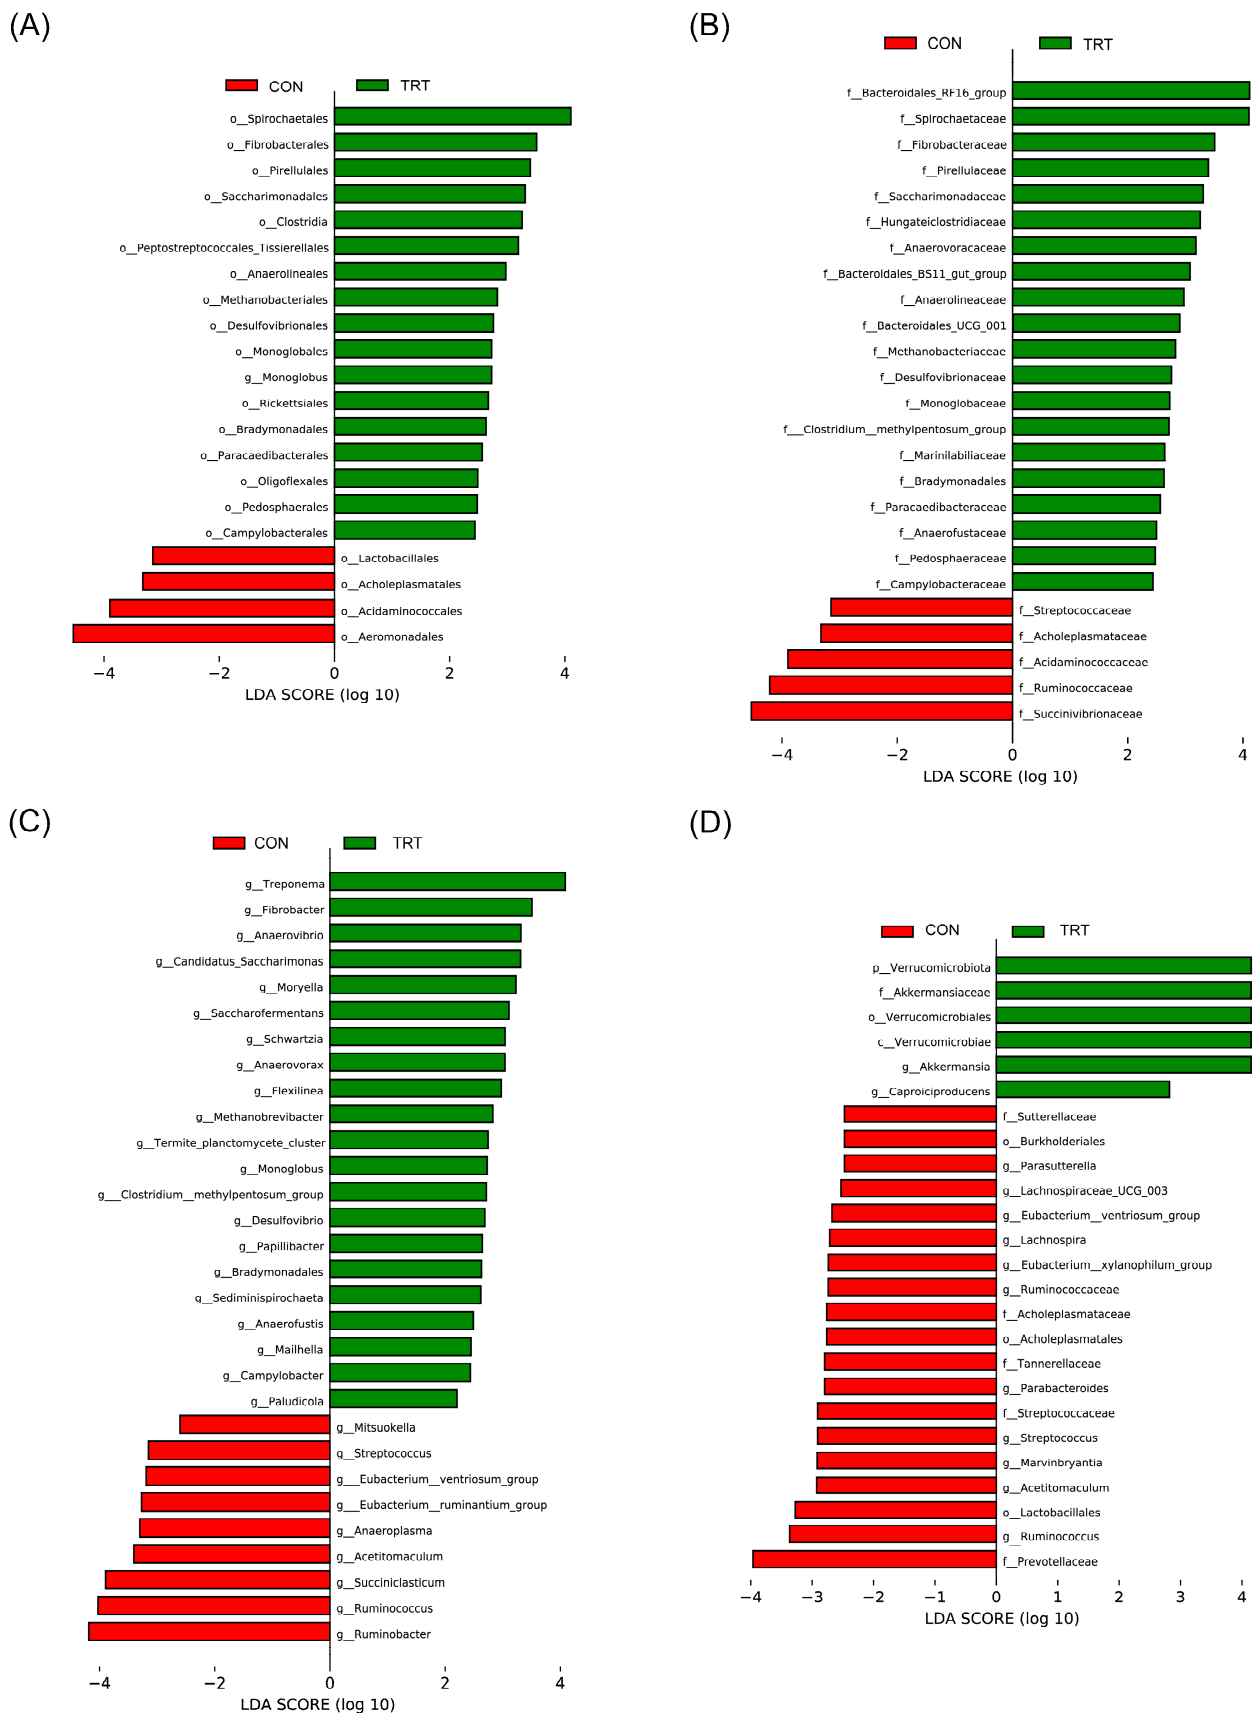 (A)
CON
TRT
o__Spirochaetales
o__Fibrobacterales
o__Pirellulales
o__Saccharimonadales
o__Clostridia
o__Peptostreptococcales_Tissierellales
o__Anaerolineales
o__Methanobacteriales
o__Desulfovibrionales
o__Monoglobales
g__Monoglobus
o__Rickettsiales
o__Bradymonadales
o__Paracaedibacterales
o__Oligoflexales
o__Pedosphaerales
o__Campylobacterales
o__Lactobacillales
o__Acholeplasmatales
o__Acidaminococcales
o__Aeromonadales
−4 −2 0 2 4
LDA SCORE (log 10)
(B)
CON
TRT
f__Bacteroidales_RF16_group
f__Spirochaetaceae
f__Fibrobacteraceae
f__Pirellulaceae
f__Saccharimonadaceae
f__Hungateiclostridiaceae
f__Anaerovoracaceae
f__Bacteroidales_BS11_gut_group
f__Anaerolineaceae
f__Bacteroidales_UCG_001
f__Methanobacteriaceae
f__Desulfovibrionaceae
f__Monoglobaceae
f___Clostridium__methylpentosum_group
f__Marinilabiliaceae
f__Bradymonadales
f__Paracaedibacteraceae
f__Anaerofustaceae
f__Pedosphaeraceae
f__Campylobacteraceae
f__Streptococcaceae
f__Acholeplasmataceae
f__Acidaminococcaceae
f__Ruminococcaceae
f__Succinivibrionaceae
−4 −2 0 2 4
LDA SCORE (log 10)
(C)
CON
TRT
g__Treponema
g__Fibrobacter
g__Anaerovibrio
g__Candidatus_Saccharimonas
g__Moryella
g__Saccharofermentans
g__Schwartzia
g__Anaerovorax
g__Flexilinea
g__Methanobrevibacter
g__Termite_planctomycete_cluster
g__Monoglobus
g___Clostridium__methylpentosum_group
g__Desulfovibrio
g__Papillibacter
g__Bradymonadales
g__Sediminispirochaeta
g__Anaerofustis
g__Mailhella
g__Campylobacter
g__Paludicola
g__Mitsuokella
g__Streptococcus
g___Eubacterium__ventriosum_group
g___Eubacterium__ruminantium_group
g__Anaeroplasma
g__Acetitomaculum
g__Succiniclasticum
g__Ruminococcus
g__Ruminobacter
−4 −2 0 2 4
LDA SCORE (log 10)
(D)
CON
TRT
p__Verrucomicrobiota
f__Akkermansiaceae
o__Verrucomicrobiales
c__Verrucomicrobiae
g__Akkermansia
g__Caproiciproducens
f__Sutterellaceae
o__Burkholderiales
g__Parasutterella
g__Lachnospiraceae_UCG_003
g__Eubacterium__ventriosum_group
g__Lachnospira
g__Eubacterium__xylanophilum_group
g__Ruminococcaceae
f__Acholeplasmataceae
o__Acholeplasmatales
f__Tannerellaceae
g__Parabacteroides
f__Streptococcaceae
g__Streptococcus
g__Marvinbryantia
g__Acetitomaculum
o__Lactobacillales
g__Ruminococcus
f__Prevotellaceae
−4 −3 −2 −1 0 1 2 3 4
LDA SCORE (log 10)